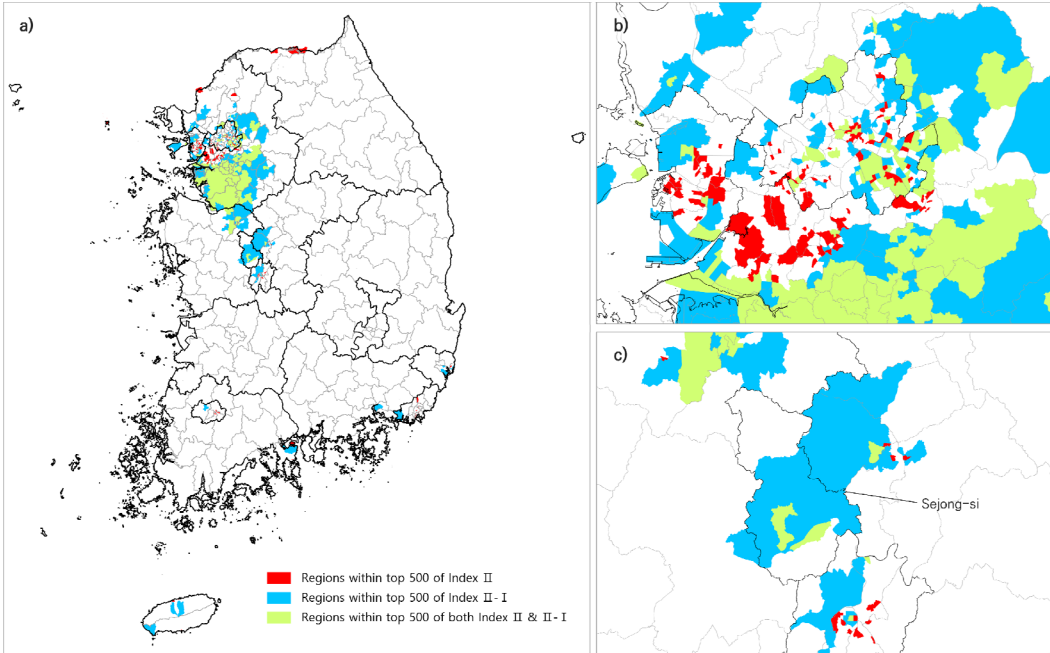 a)
Regions within top 500 of Index Ⅱ
Regions within top 500 of Index Ⅱ-Ⅰ
Regions within top 500 of both Index Ⅱ & Ⅱ-Ⅰ
b)
c)
Sejong-si